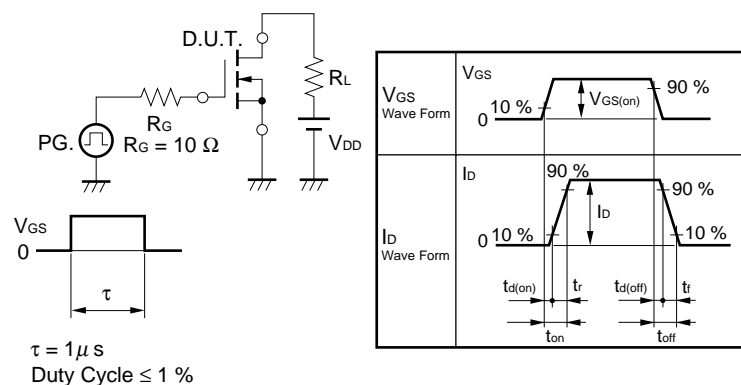 D.U.T.
RL
RG
PG.
RG = 10 Ω
VDD
VGS
0
τ
τ = 1μ s
Duty Cycle ≤ 1 %
VGS
Wave Form
VGS
10 %
0
VGS(on)
90 %
ID
Wave Form
ID
90 %
90 %
ID
0
10 %
10 %
td(on)
tr
td(off)
tf
ton
toff